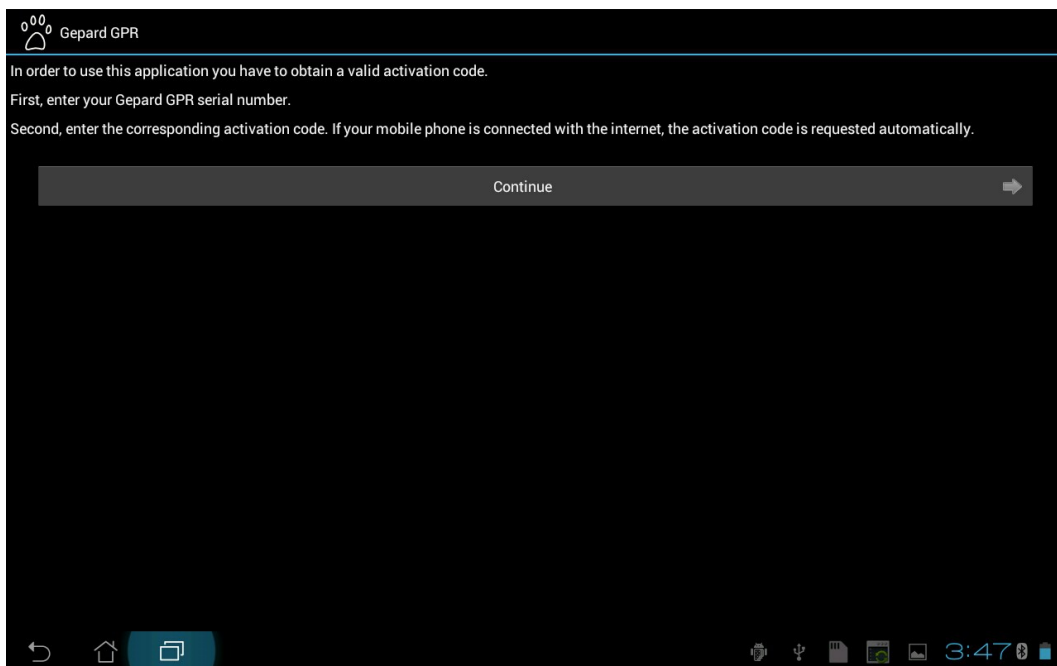 Gepard GPR
In order to use this application you have to obtain a valid activation code.
First, enter your Gepard GPR serial number.
Second, enter the corresponding activation code. If your mobile phone is connected with the internet, the activation code is requested automatically.
Continue
3:47